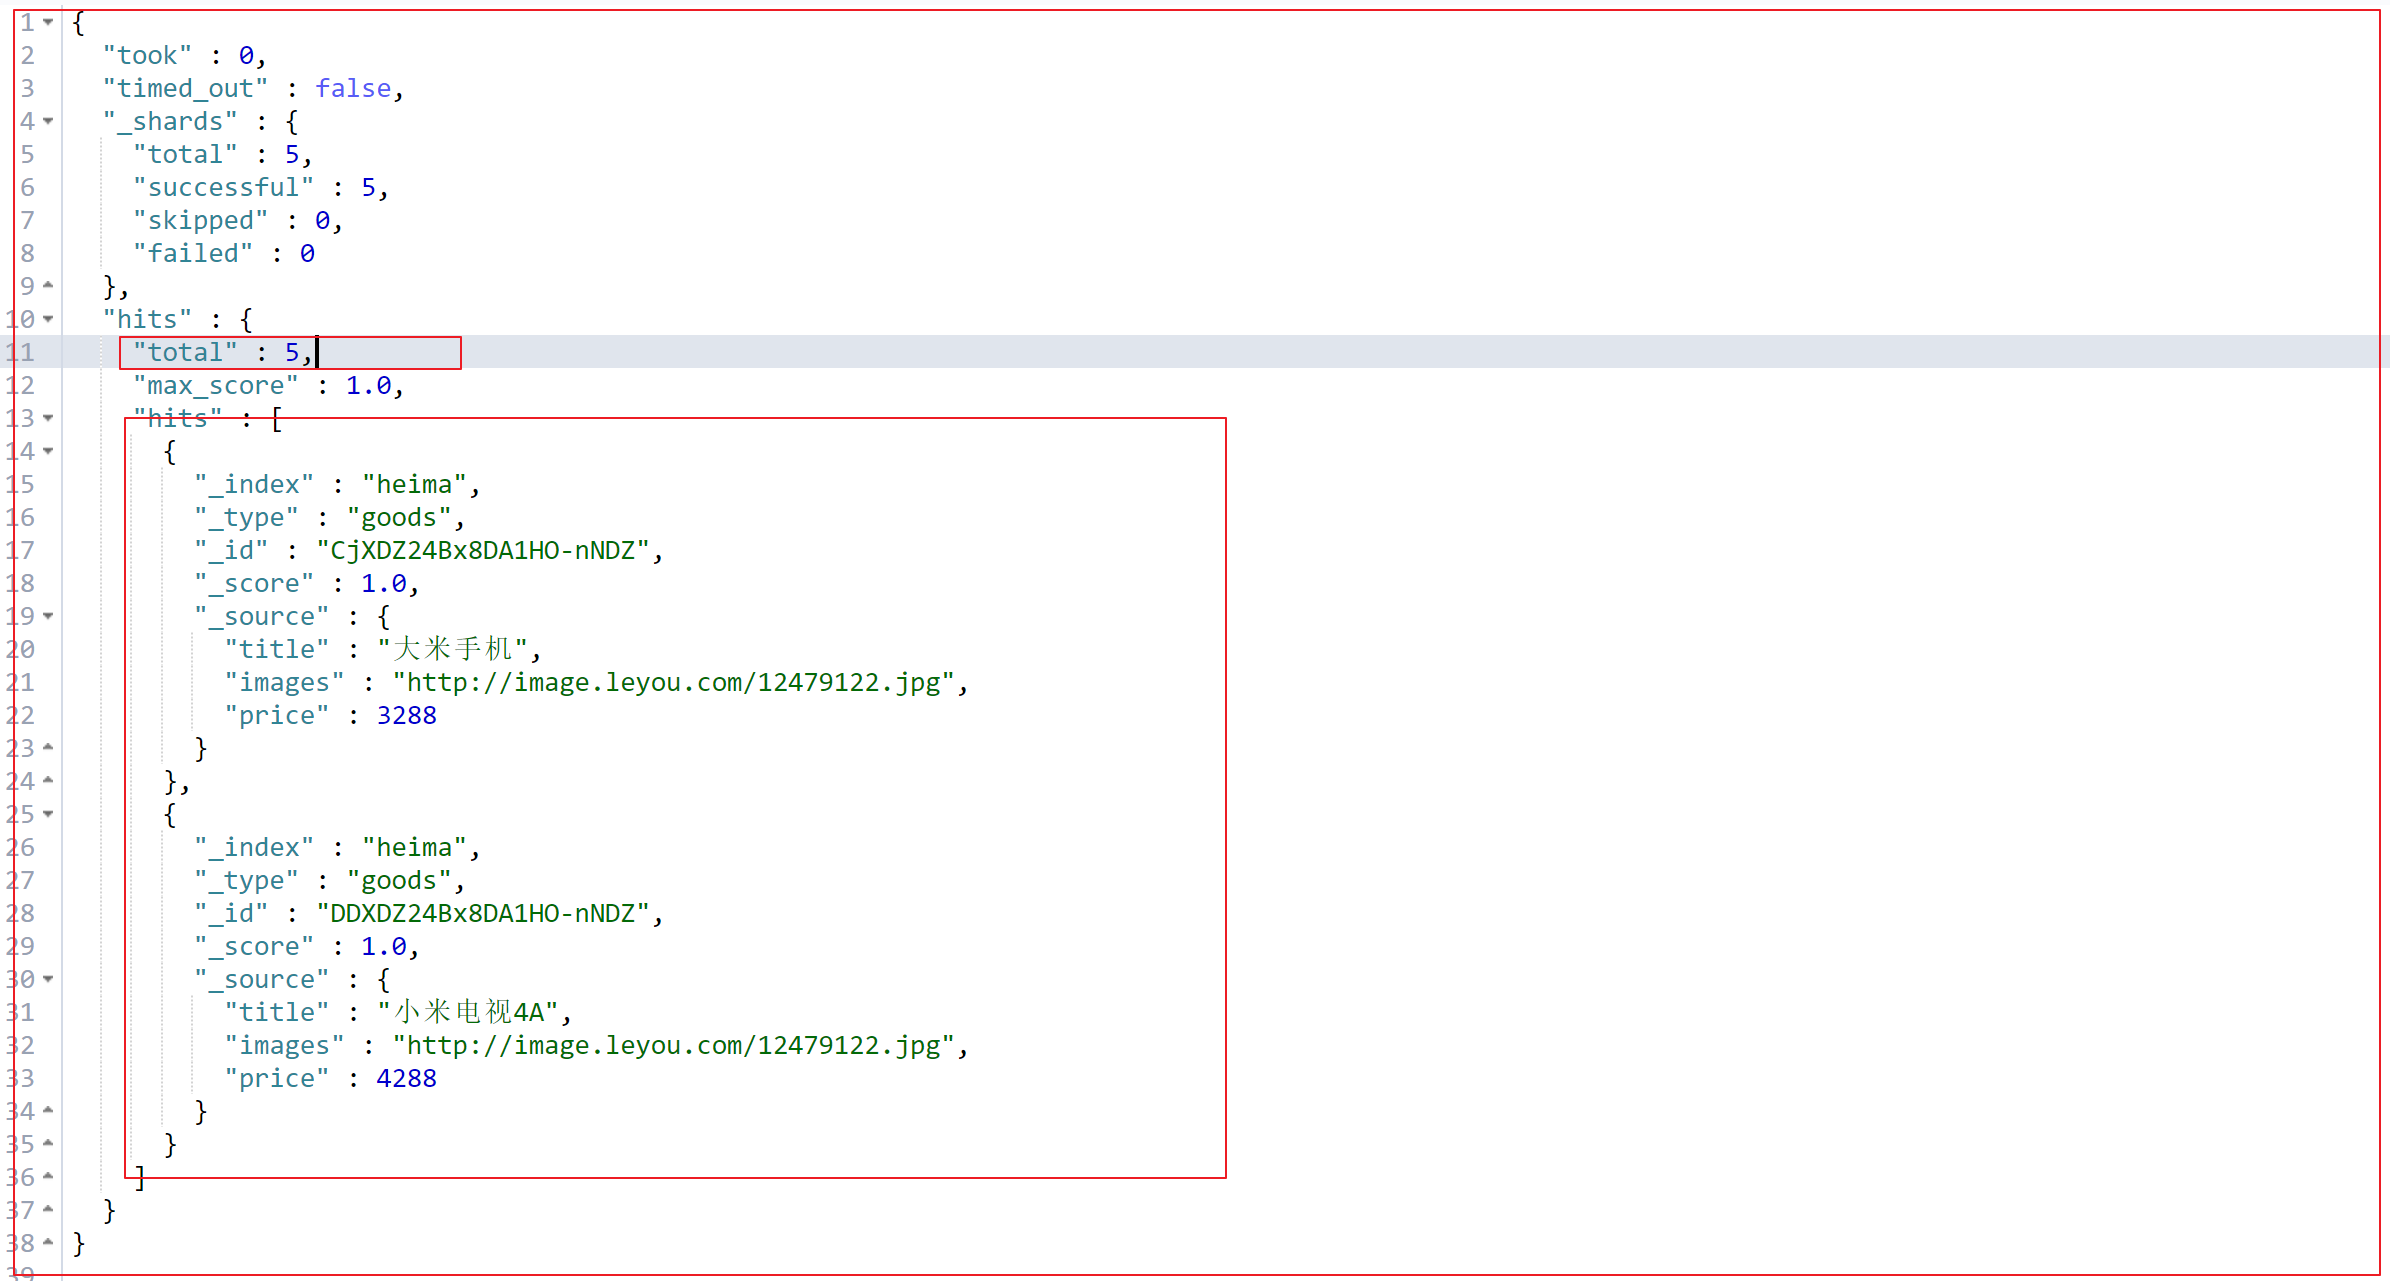 1 {
2 "took" : 0,
3 "timed_out" : false,
4 "_shards" : {
5 "total" : 5,
6 "successful" : 5,
7 "skipped" : 0,
8 "failed" : 0
9 },
10 "hits" : {
11 "total" : 5,
12 "max_score" : 1.0,
13 "hits" : [
14 {
15 "_index" : "heima",
16 "_type" : "goods",
17 "_id" : "CjXDZ24Bx8DA1HO-nNDZ",
18 "_score" : 1.0,
19 "_source" : {
20 "title" : "大米手机",
21 "images" : "http://image.leyou.com/12479122.jpg",
22 "price" : 3288
23 }
24 },
25 {
26 "_index" : "heima",
27 "_type" : "goods",
28 "_id" : "DDXDZ24Bx8DA1HO-nNDZ",
29 "_score" : 1.0,
30 "_source" : {
31 "title" : "小米电视4A",
32 "images" : "http://image.leyou.com/12479122.jpg",
33 "price" : 4288
34 }
35 }
36 ]
37 }
38 }
39